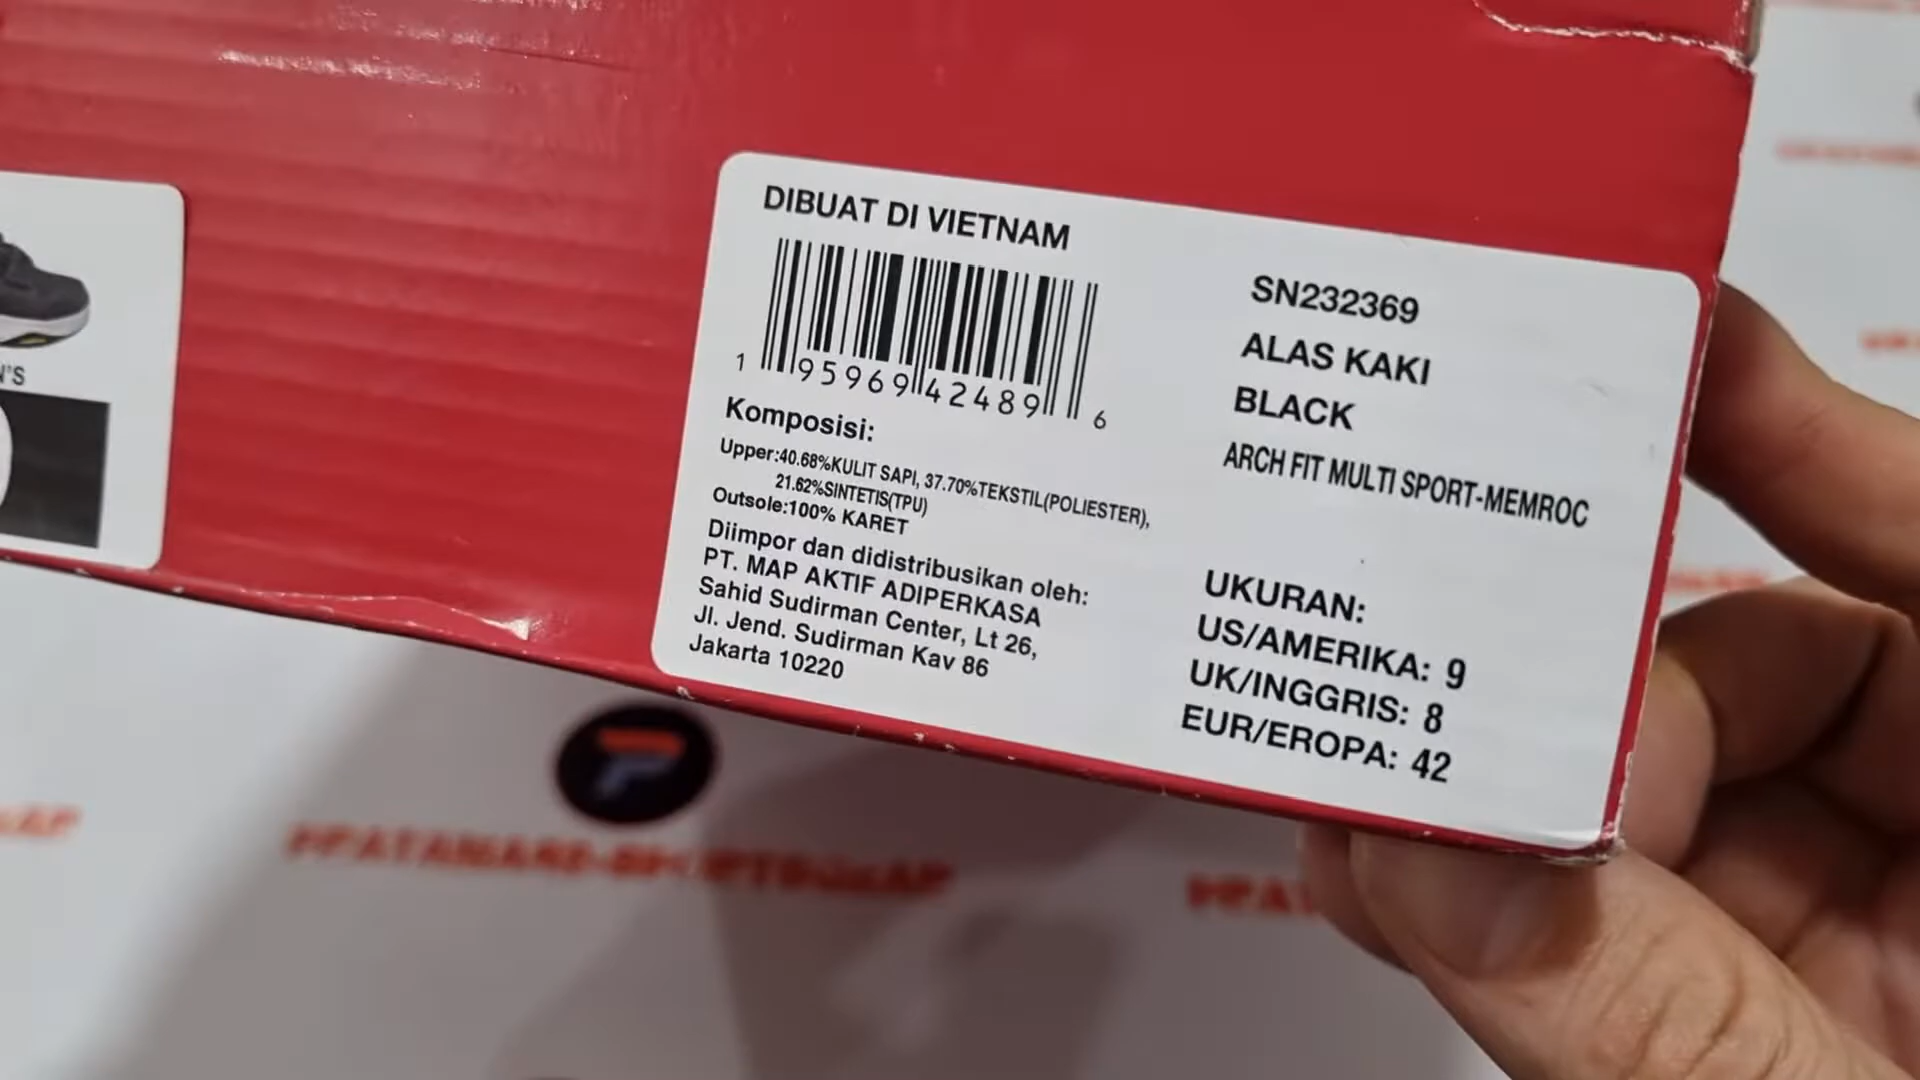 DIBUAT DI VIETNAM
1 95969 42489 6
Komposisi:
Upper:40.68%KULIT SAPI, 37.70%TEKSTIL(POLIESTER),
21.62%SINTETIS(TPU)
Outsole:100% KARET
Diimpor dan didistribusikan oleh:
PT. MAP AKTIF ADIPERKASA
Sahid Sudirman Center, Lt 26,
Jl. Jend. Sudirman Kav 86
Jakarta 10220
SN232369
ALAS KAKI
BLACK
ARCH FIT MULTI SPORT-MEMROC
UKURAN:
US/AMERIKA: 9
UK/INGGRIS: 8
EUR/EROPA: 42